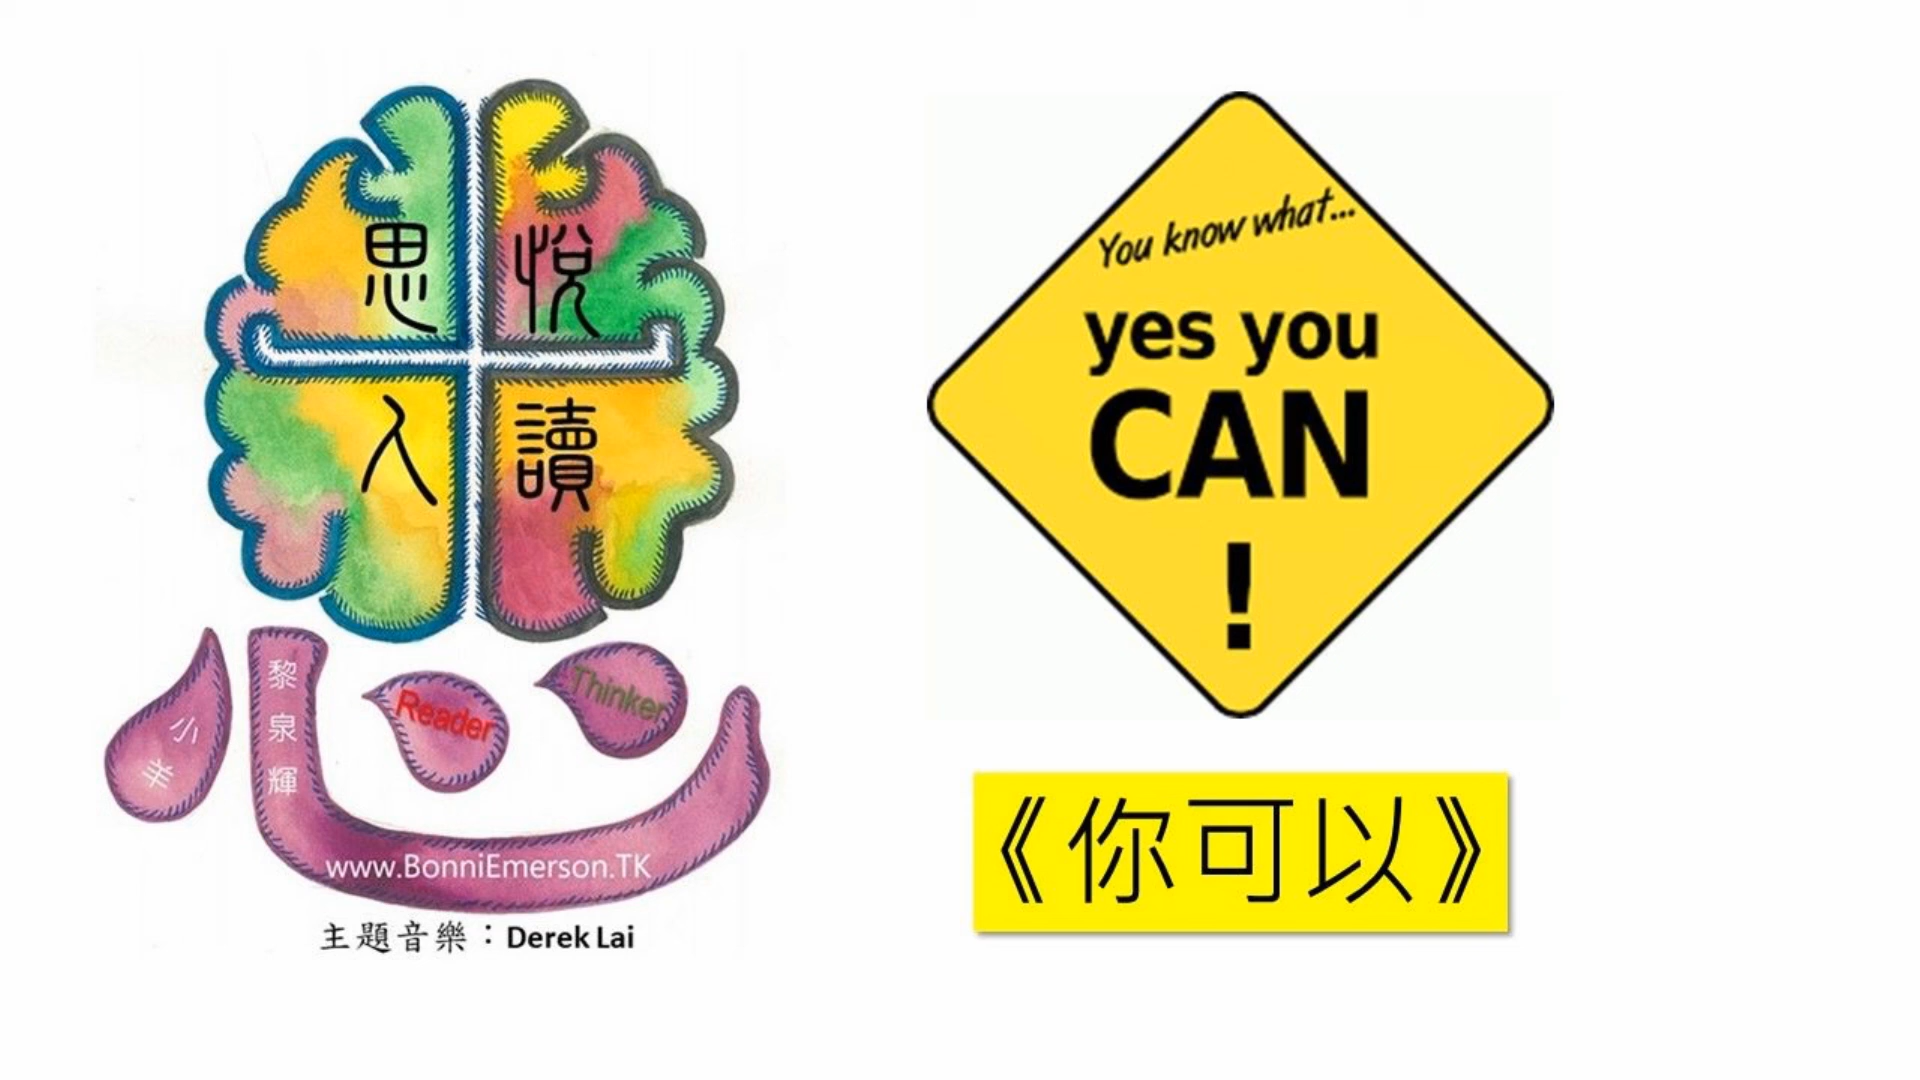 思 悅
人 讀
小羊
黎泉輝
Reader
Thinker
www.BonniEmerson.TK
主題音樂：Derek Lai
You know what...
yes you
CAN
!
《你可以》